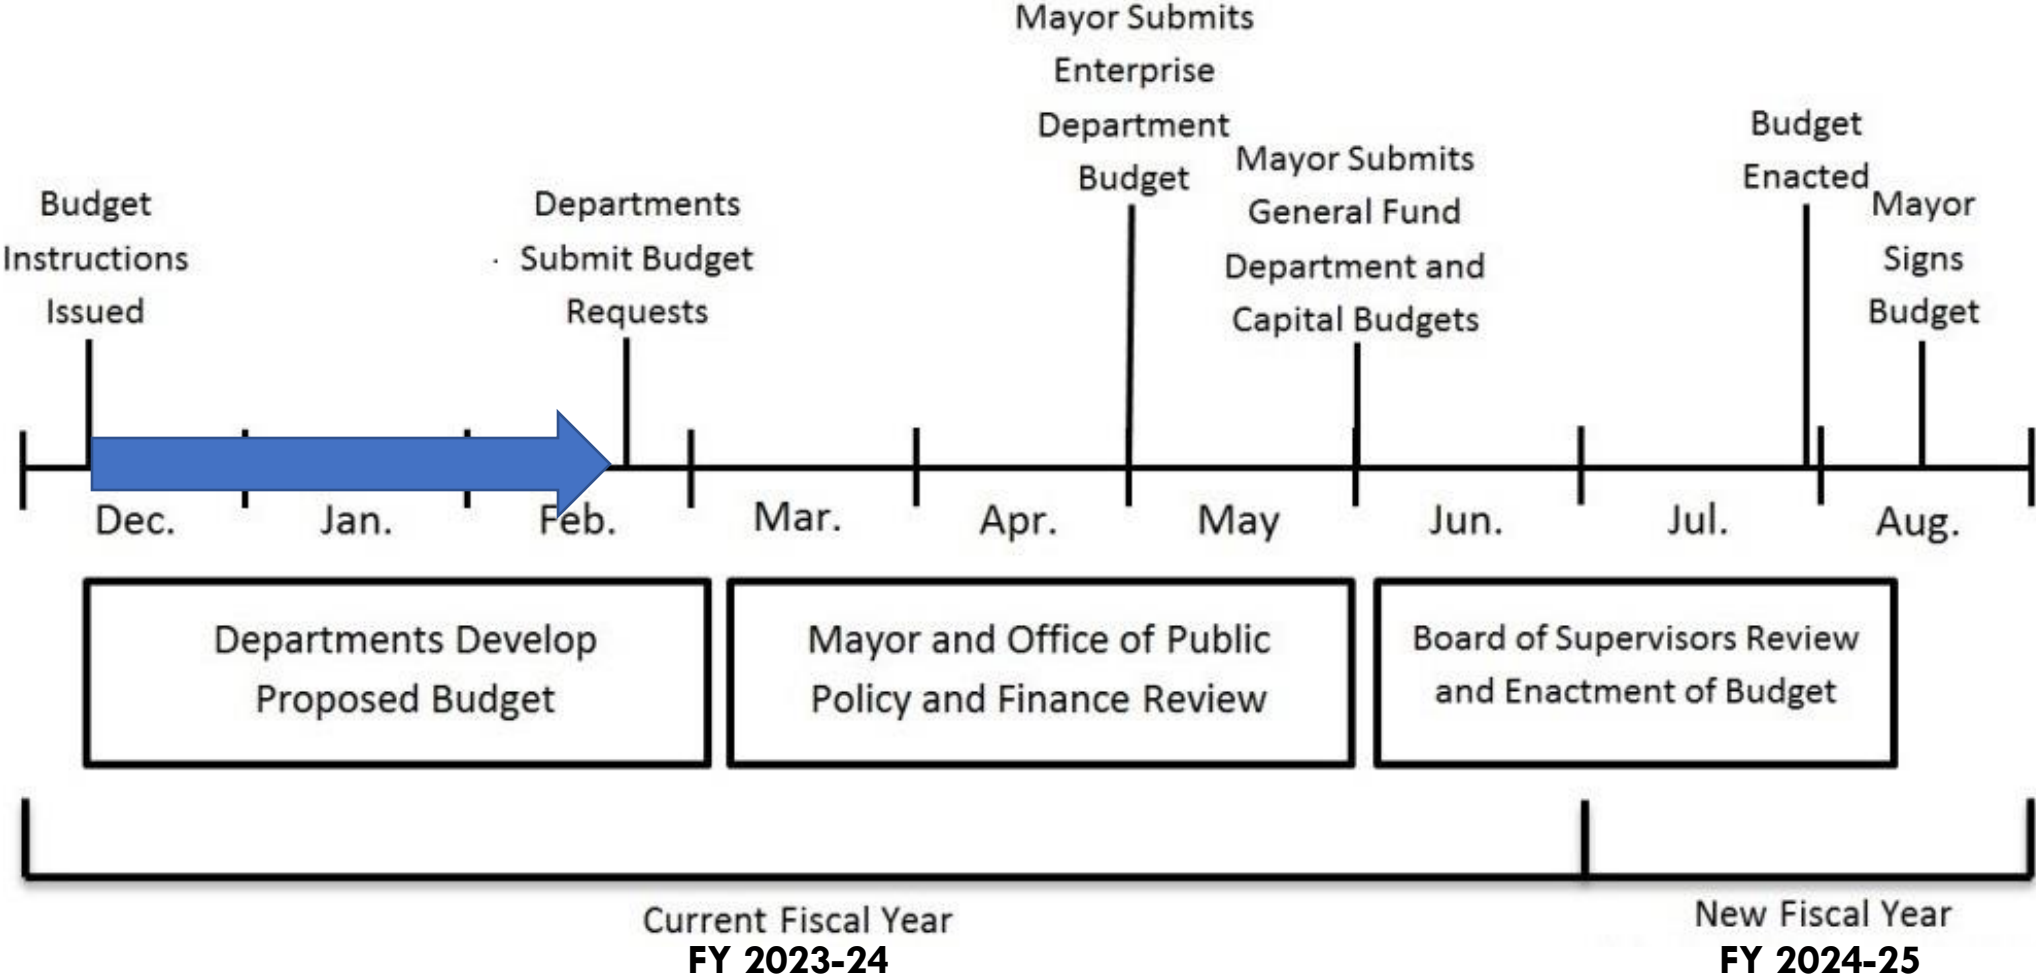 Mayor Submits
Enterprise
Department
Budget
Mayor Submits
General Fund
Department and
Capital Budgets
Budget
Enacted
Mayor
Signs
Budget
Budget
Instructions
Issued
Departments
Submit Budget
Requests
Dec.
Jan.
Feb.
Mar.
Apr.
May
Jun.
Jul.
Aug.
Departments Develop
Proposed Budget
Mayor and Office of Public
Policy and Finance Review
Board of Supervisors Review
and Enactment of Budget
Current Fiscal Year
FY 2023-24
New Fiscal Year
FY 2024-25